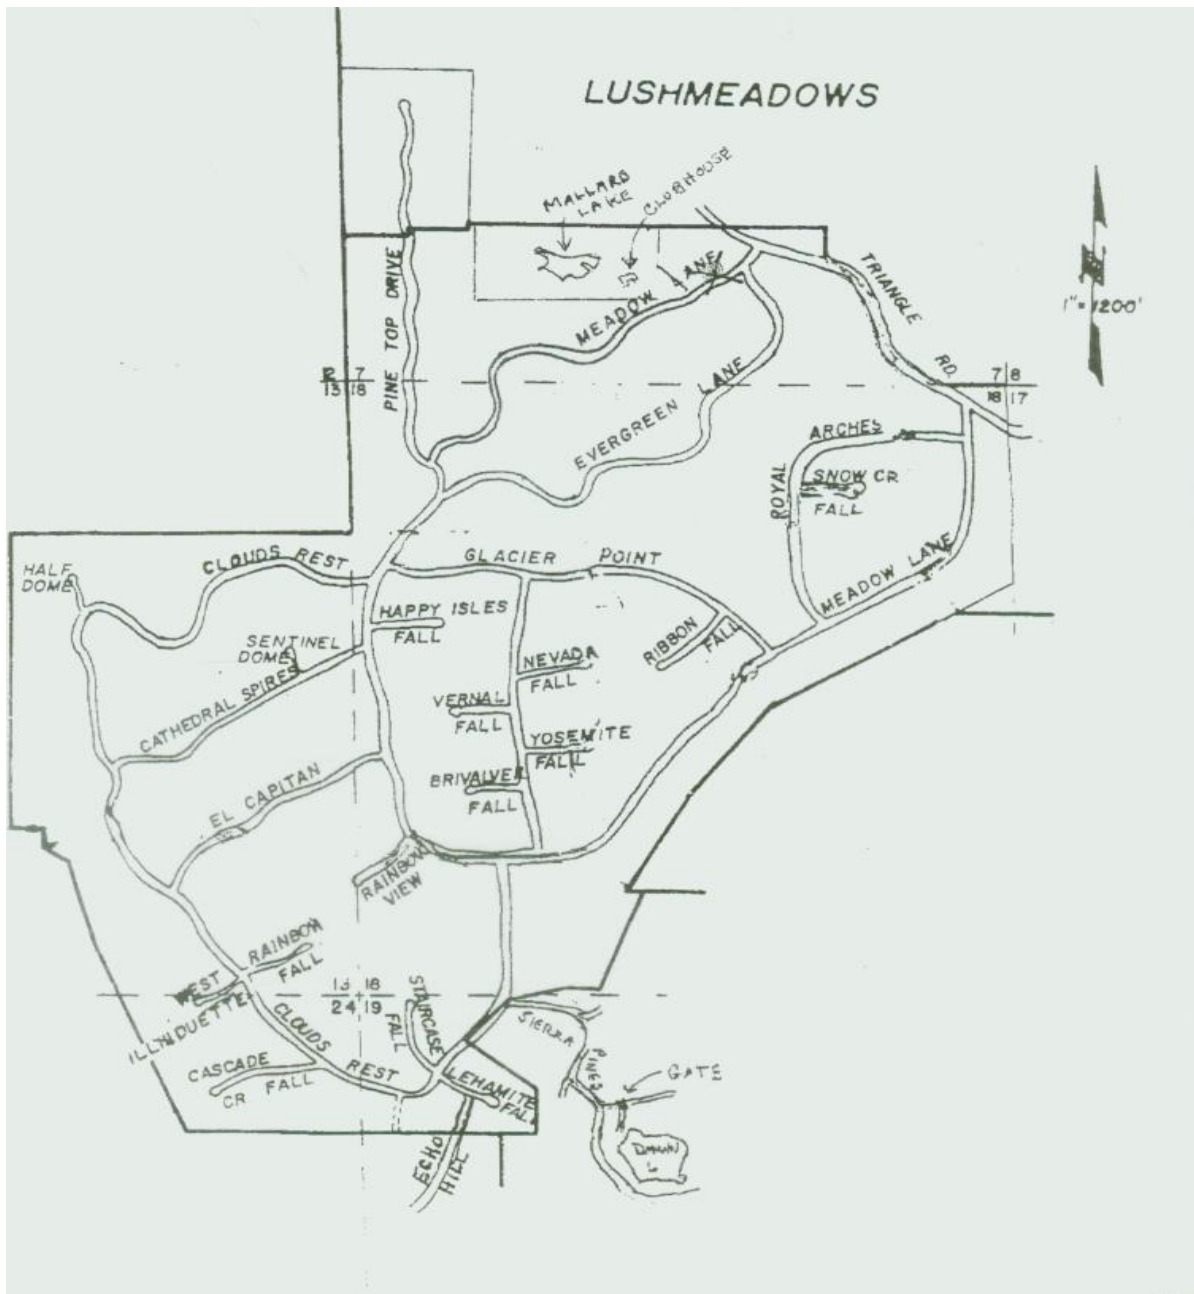 LUSHMEADOWS
MALLARD
LAKE
CLUBHOUSE
TRIANGLE
RD.
1" = 1200'
PINE TOP DRIVE
MEADOW LANE
EVERGREEN LANE
7
13 18
7 8
18 17
ARCHES
ROYAL
SNOW CR
FALL
MEADOW LANE
CLOUDS REST
GLACIER POINT
HALF
DOME
HAPPY ISLES
FALL
SENTINEL
DOME
RIBBON
FALL
NEVADA
FALL
CATHEDRAL SPIRES
VERNAL
FALL
YOSEMITE
FALL
EL CAPITAN
BRIVALVER
FALL
RAINBOW
VIEW
RAINBOW
FALL
WEST
13 18
24 19
STAIRCASE
FALL
CLOUDS REST
SIERRA
PINES
CASCADE
CR FALL
LEHAMITE
FALL
GATE
ECHO
HILL